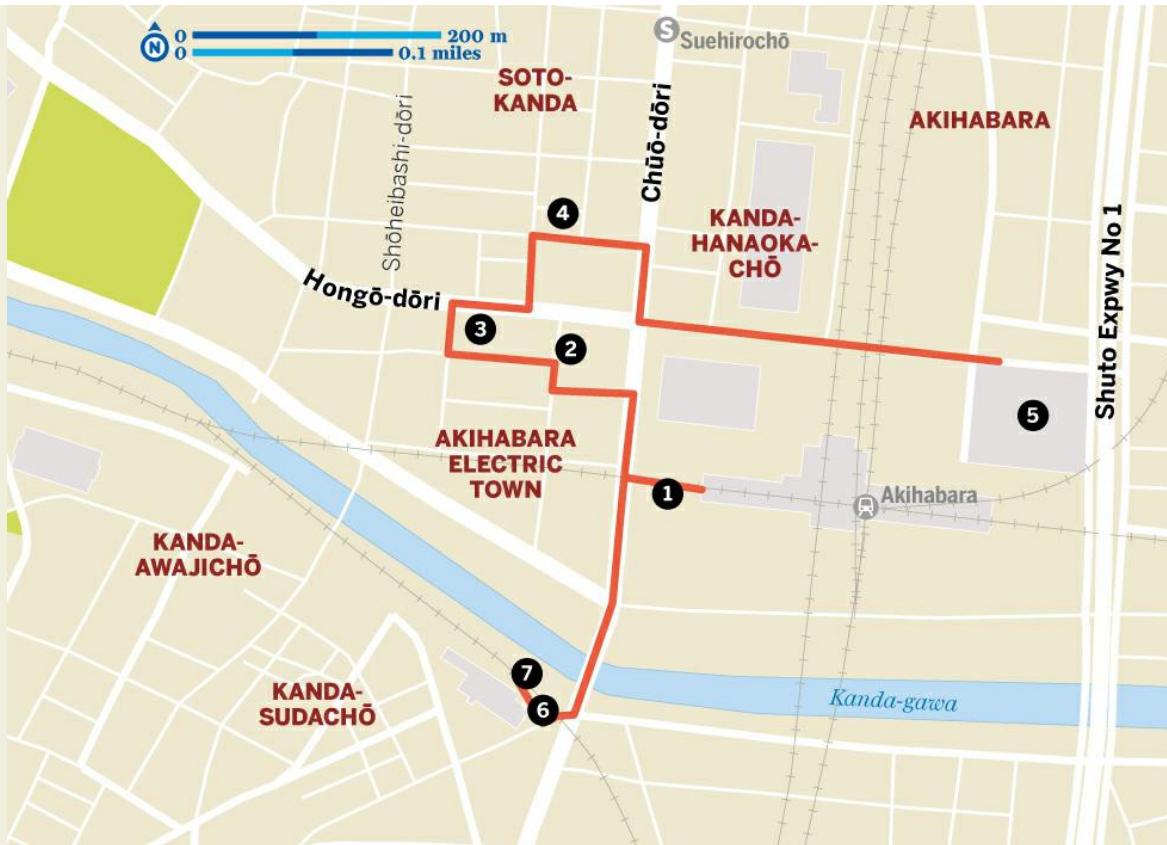 N
0 200 m
0 0.1 miles
S Suehirochō
SOTO-
KANDA
Shōheibashi-dōri
Chūō-dōri
AKIHABARA
4
KANDA-
HANAOKA-
CHŌ
Shuto Expwy No 1
Hongō-dōri
3
2
5
AKIHABARA
ELECTRIC
TOWN
1
Akihabara
KANDA-
AWAJICHŌ
7
KANDA-
SUDACHŌ
6
Kanda-gawa